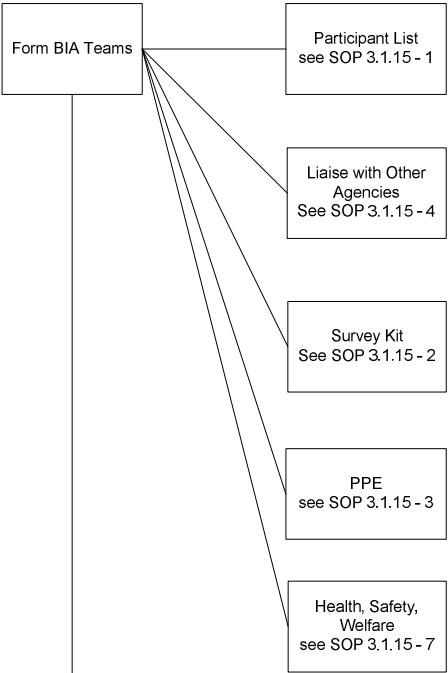 Form BIA Teams
Participant List
see SOP 3.1.15 - 1
Liaise with Other
Agencies
See SOP 3.1.15 - 4
Survey Kit
See SOP 3.1.15 - 2
PPE
see SOP 3.1.15 - 3
Health, Safety,
Welfare
see SOP 3.1.15 - 7